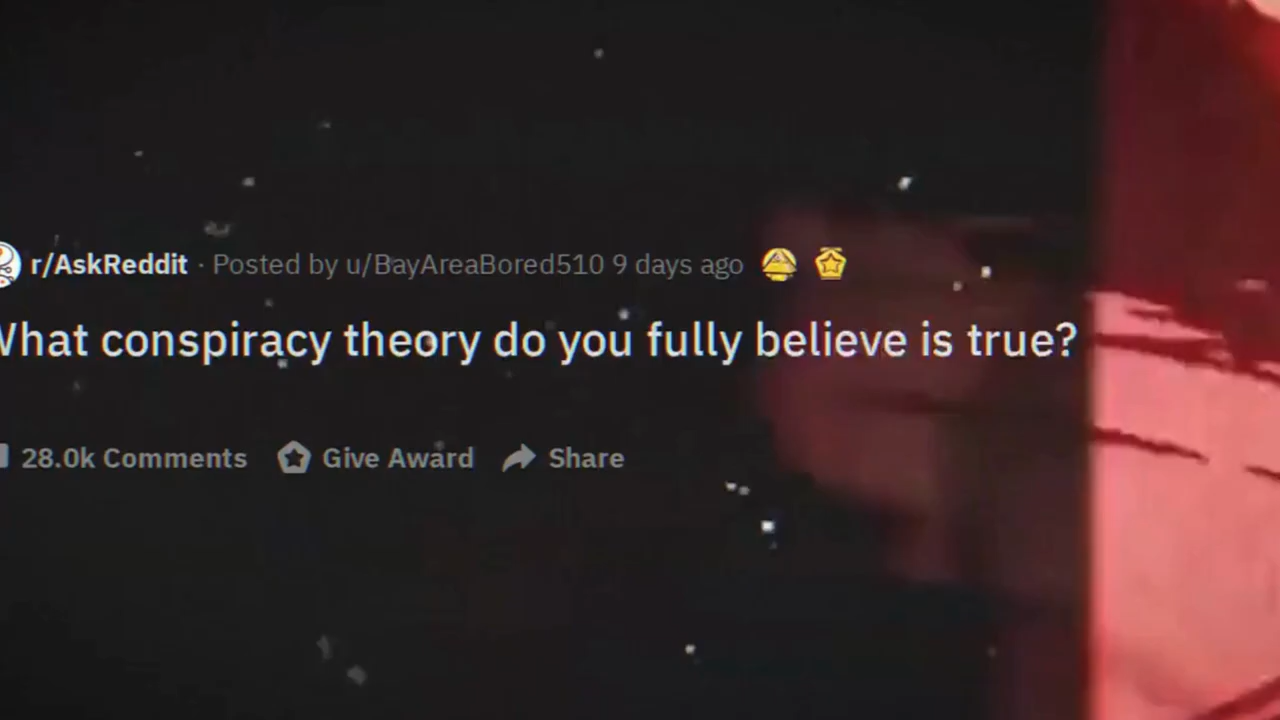 r/AskReddit · Posted by u/BayAreaBored510 9 days ago
What conspiracy theory do you fully believe is true?
28.0k Comments Give Award Share